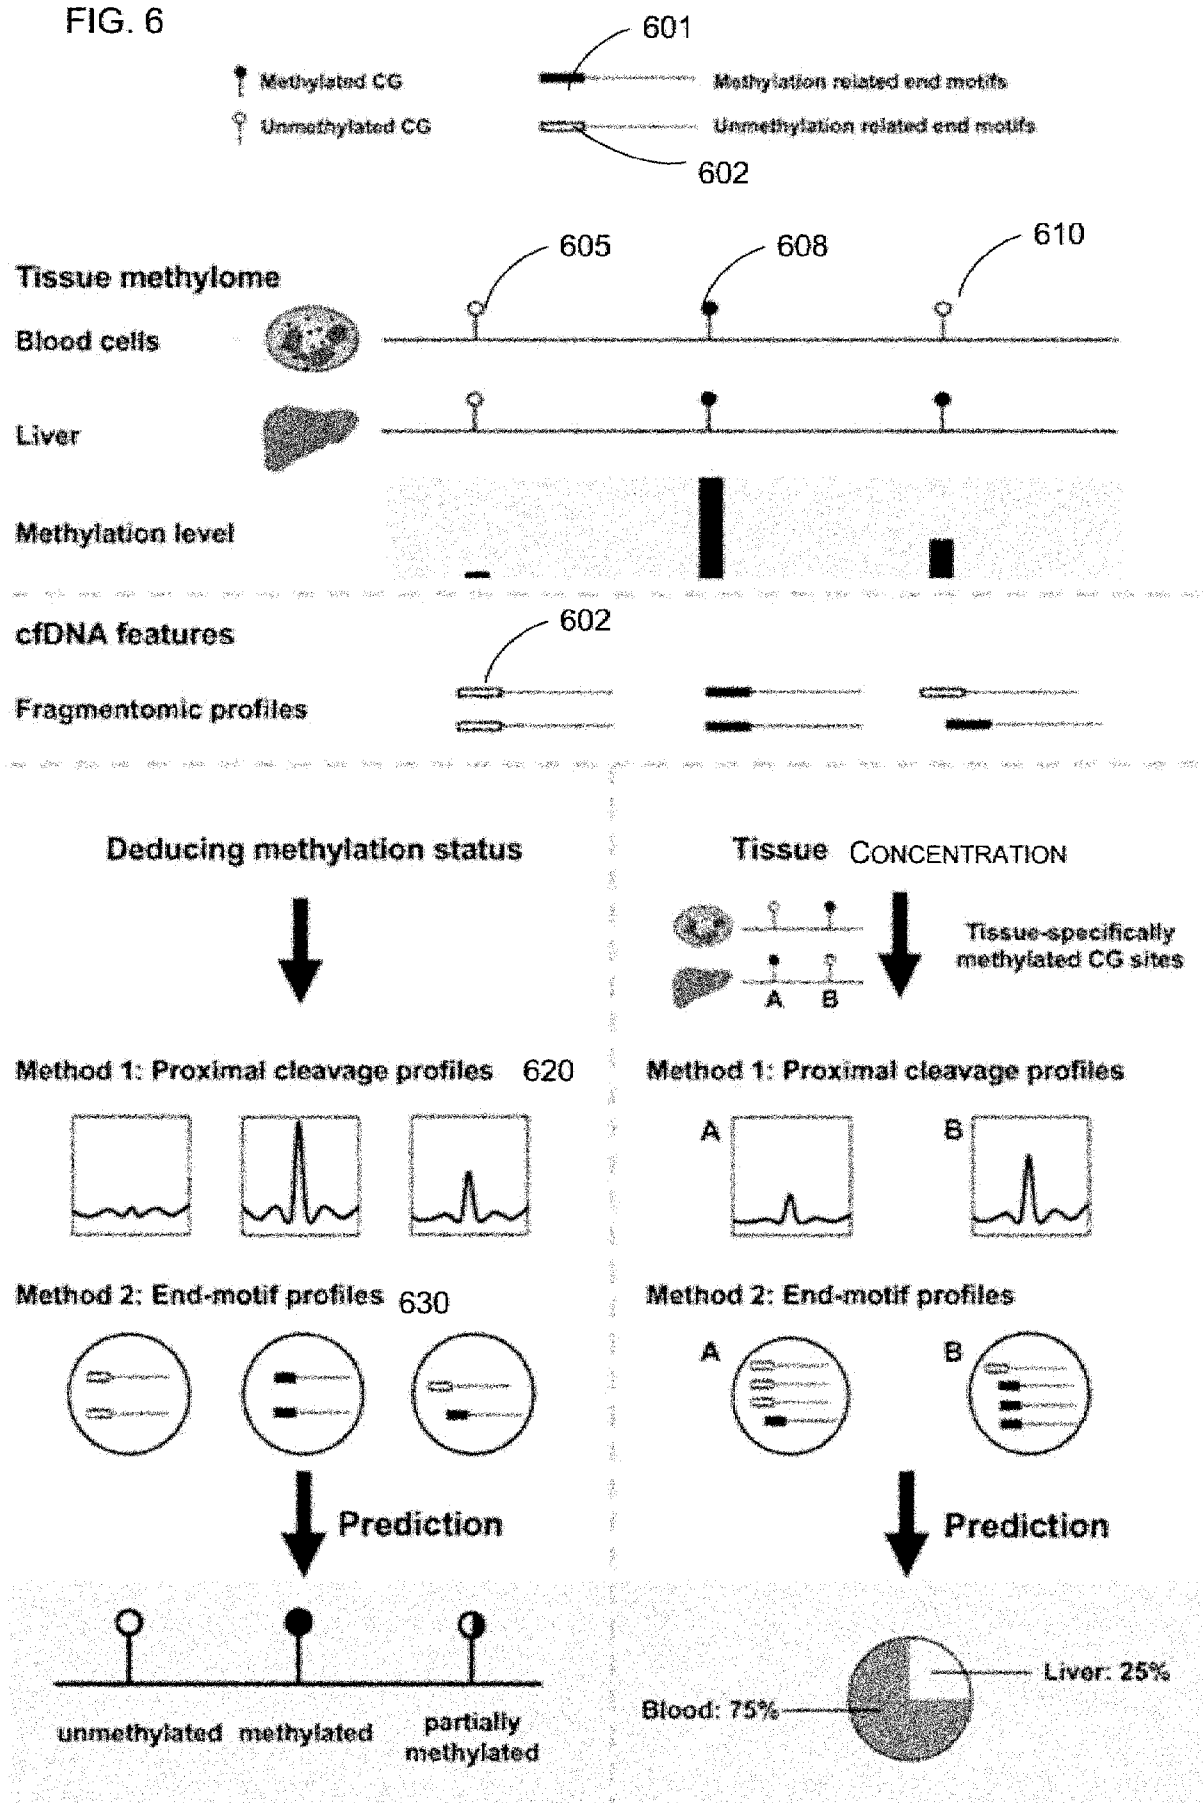 FIG. 6
601
Methylated CG
Methylation related end motifs
Unmethylated CG
Unmethylation related end motifs
602
605
608
610
Tissue methylome
Blood cells
Liver
Methylation level
cfDNA features
602
Fragmentomic profiles
Deducing methylation status
Tissue CONCENTRATION
Tissue-specifically
methylated CG sites
A B
Method 1: Proximal cleavage profiles 620
Method 1: Proximal cleavage profiles
A
B
Method 2: End-motif profiles 630
Method 2: End-motif profiles
A
B
Prediction
Prediction
unmethylated
methylated
partially
methylated
Liver: 25%
Blood: 75%